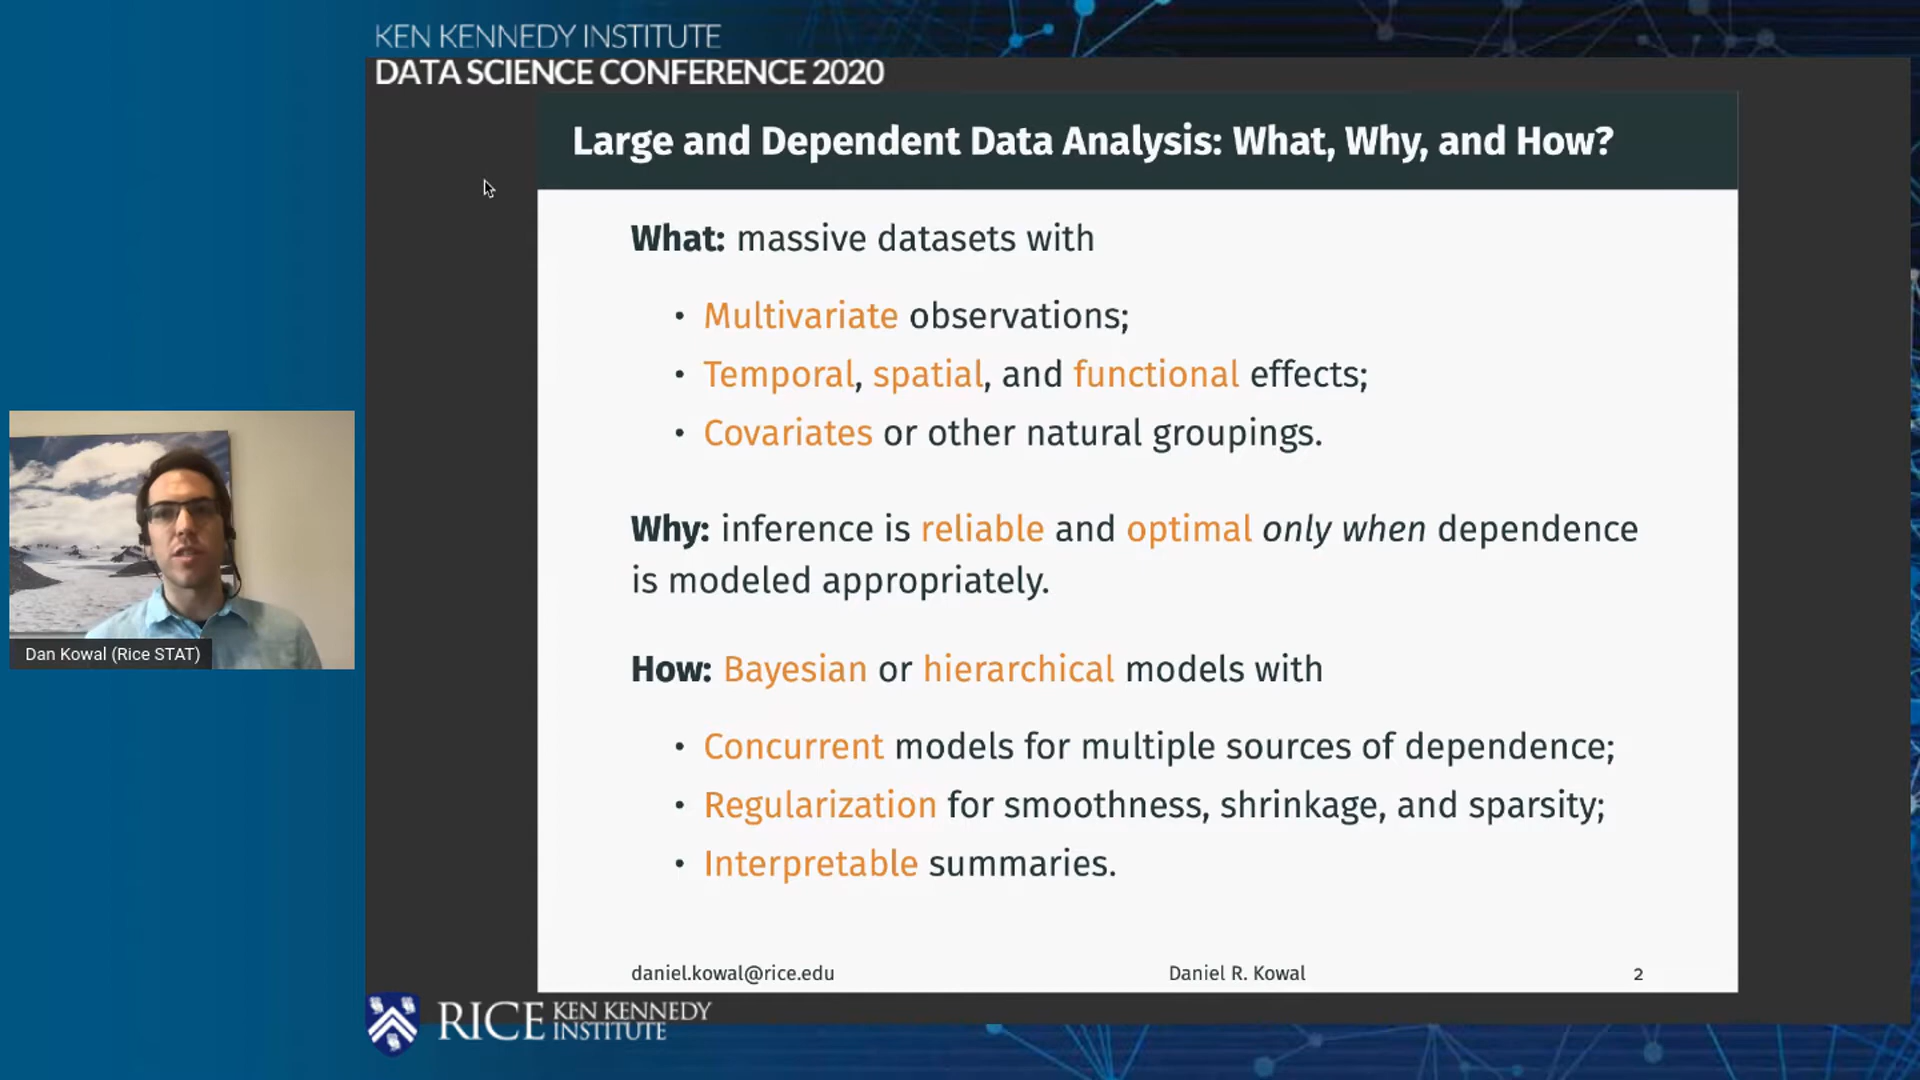 KEN KENNEDY INSTITUTE
DATA SCIENCE CONFERENCE 2020
Large and Dependent Data Analysis: What, Why, and How?
What: massive datasets with
• Multivariate observations;
• Temporal, spatial, and functional effects;
• Covariates or other natural groupings.
Why: inference is reliable and optimal only when dependence
is modeled appropriately.
How: Bayesian or hierarchical models with
• Concurrent models for multiple sources of dependence;
• Regularization for smoothness, shrinkage, and sparsity;
• Interpretable summaries.
daniel.kowal@rice.edu Daniel R. Kowal 2
Dan Kowal (Rice STAT)
RICE KEN KENNEDY
INSTITUTE